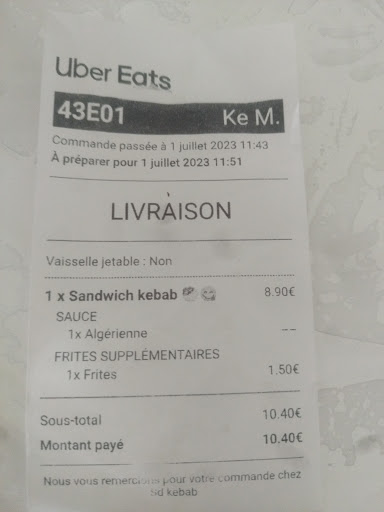 Uber Eats
43E01 Ke M.
Commande passée à 1 juillet 2023 11:43
À préparer pour 1 juillet 2023 11:51
LIVRAISON
Vaisselle jetable : Non
1 x Sandwich kebab 🥙 😋 8.90€
SAUCE
1x Algérienne --
FRITES SUPPLÉMENTAIRES
1x Frites 1.50€
Sous-total 10.40€
Montant payé 10.40€
Nous vous remercions pour votre commande chez
Sd kebab